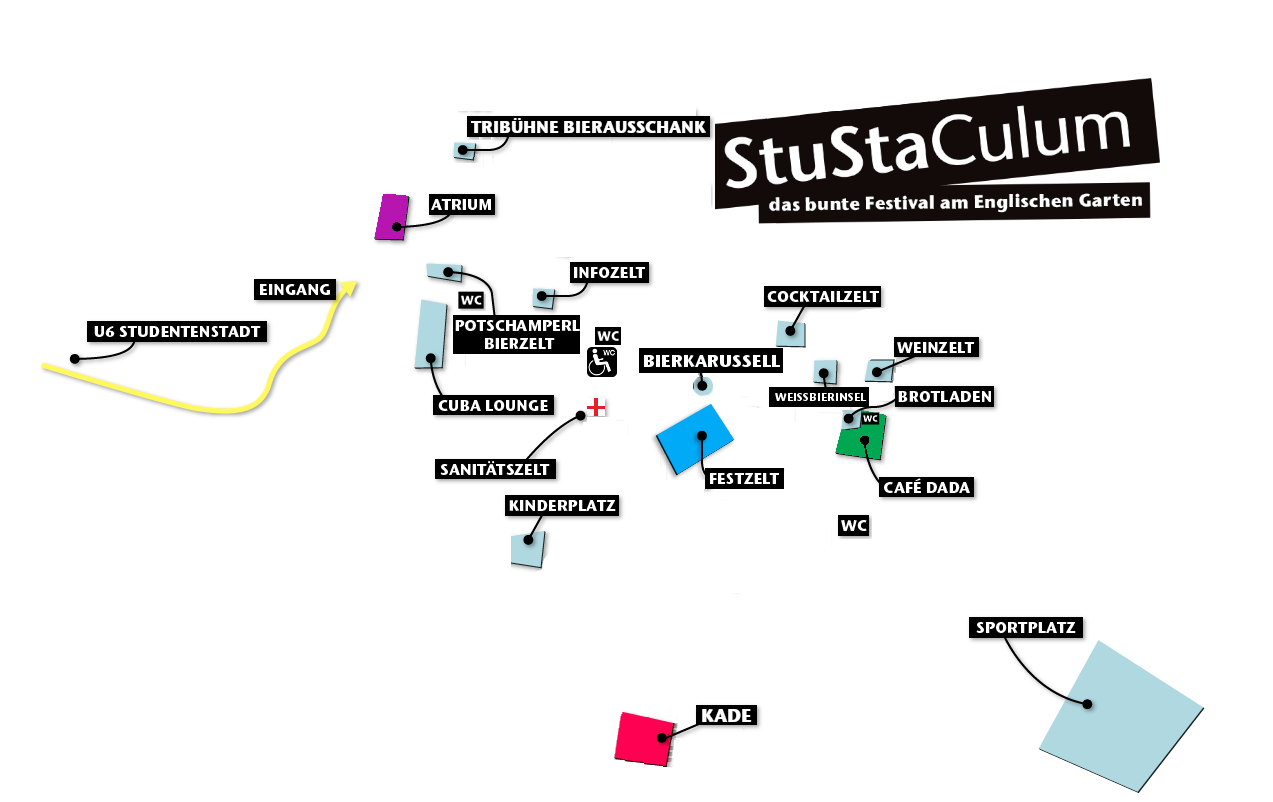 StuStaCulum
das bunte Festival am Englischen Garten
TRIBÜHNE BIERAUSSCHANK
ATRIUM
INFOZELT
EINGANG
WC
COCKTAILZELT
U6 STUDENTENSTADT
POTSCHAMPERL
BIERZELT
WC
WC
WEINZELT
BIERKARUSSELL
WEISSBIERINSEL
BROTLADEN
CUBA LOUNGE
WC
SANITÄTSZELT
FESTZELT
CAFÉ DADA
KINDERPLATZ
WC
SPORTPLATZ
KADE